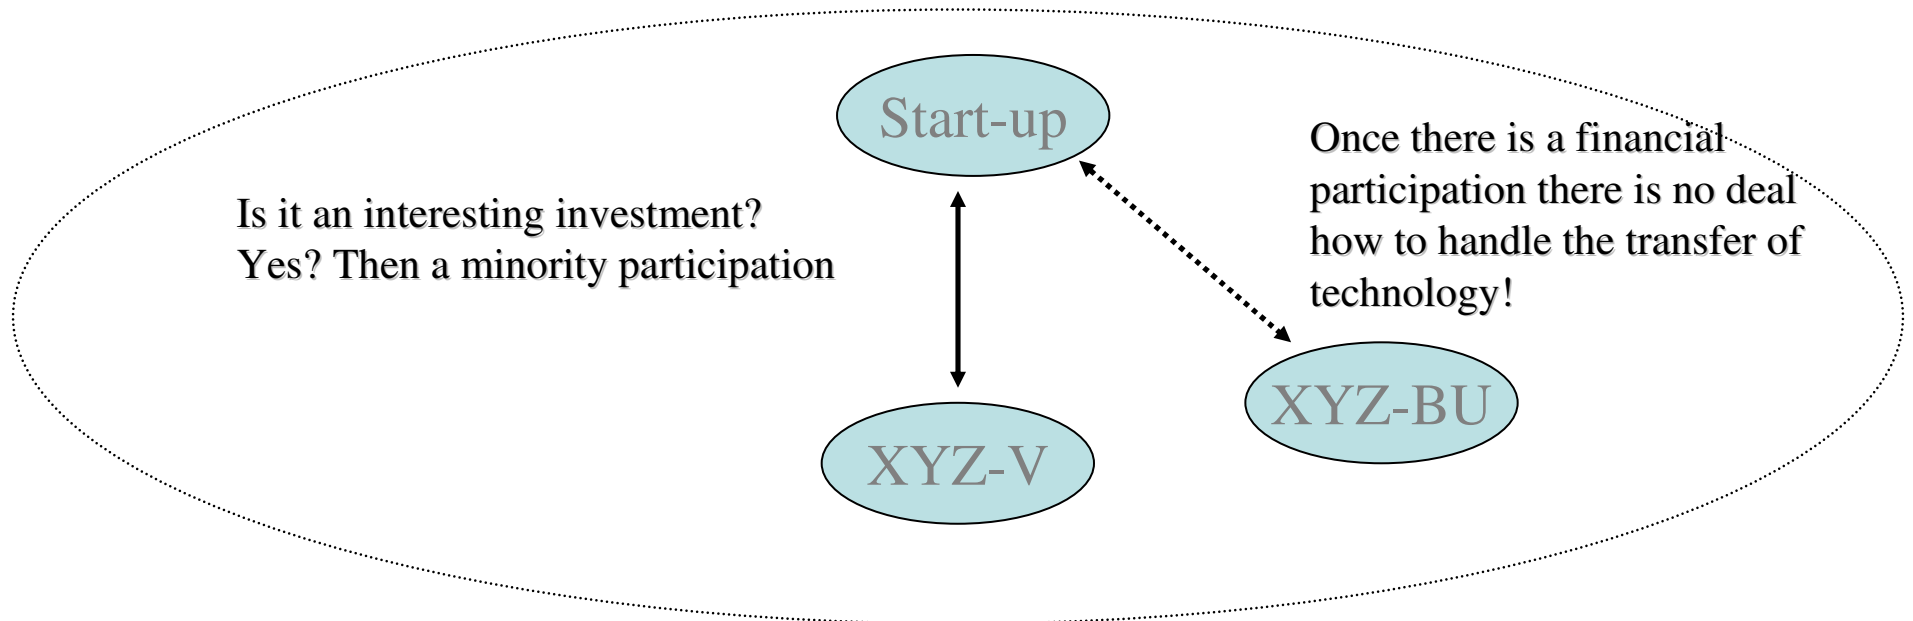 Start-up
Is it an interesting investment?
Yes? Then a minority participation
Once there is a financial
participation there is no deal
how to handle the transfer of
technology!
XYZ-V
XYZ-BU